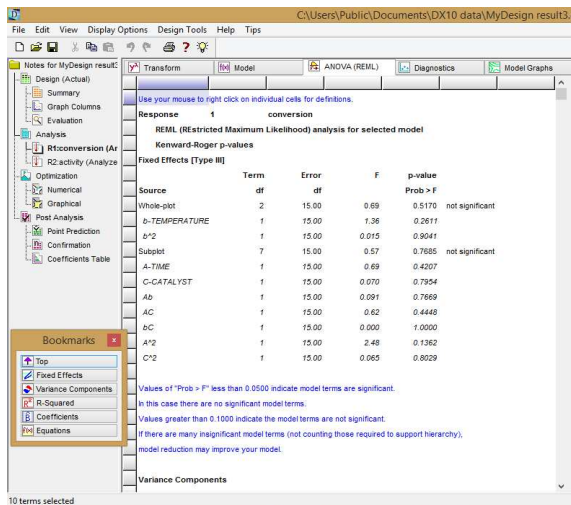 C:\Users\Public\Documents\DX10 data\MyDesign result3.
File Edit View Display Options Design Tools Help Tips
Notes for MyDesign result3
Design (Actual)
Summary
Graph Columns
Evaluation
Analysis
R1:conversion (Ar
R2:activity (Analyze
Optimization
Numerical
Graphical
Post Analysis
Point Prediction
Confirmation
Coefficients Table
Transform Model ANOVA (REML) Diagnostics Model Graphs
Use your mouse to right click on individual cells for definitions.
Response 1 conversion
REML (REstricted Maximum Likelihood) analysis for selected model
Kenward-Roger p-values
Fixed Effects [Type III]
Term Error F p-value
Source df df Prob > F
Whole-plot 2 15.00 0.69 0.5170 not significant
b-TEMPERATURE 1 15.00 1.36 0.2611
b^2 1 15.00 0.015 0.9041
Subplot 7 15.00 0.57 0.7685 not significant
A-TIME 1 15.00 0.69 0.4207
C-CATALYST 1 15.00 0.070 0.7954
Ab 1 15.00 0.091 0.7669
AC 1 15.00 0.62 0.4448
bC 1 15.00 0.000 1.0000
A^2 1 15.00 2.48 0.1362
C^2 1 15.00 0.065 0.8029
Values of "Prob > F" less than 0.0500 indicate model terms are significant.
In this case there are no significant model terms.
Values greater than 0.1000 indicate the model terms are not significant.
If there are many insignificant model terms (not counting those required to support hierarchy),
model reduction may improve your model.
Variance Components
Bookmarks
Top
Fixed Effects
Variance Components
R-Squared
Coefficients
Equations
10 terms selected